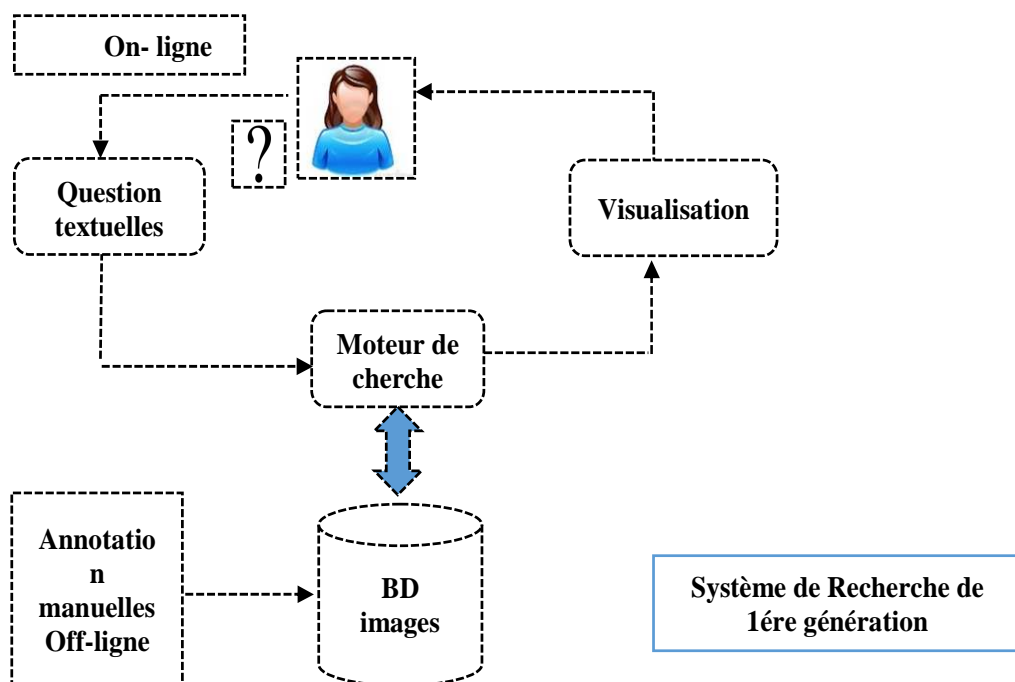 On- ligne
?
Question
textuelles
Visualisation
Moteur de
cherche
Annotatio
n
manuelles
Off-ligne
BD
images
Système de Recherche de
1ére génération